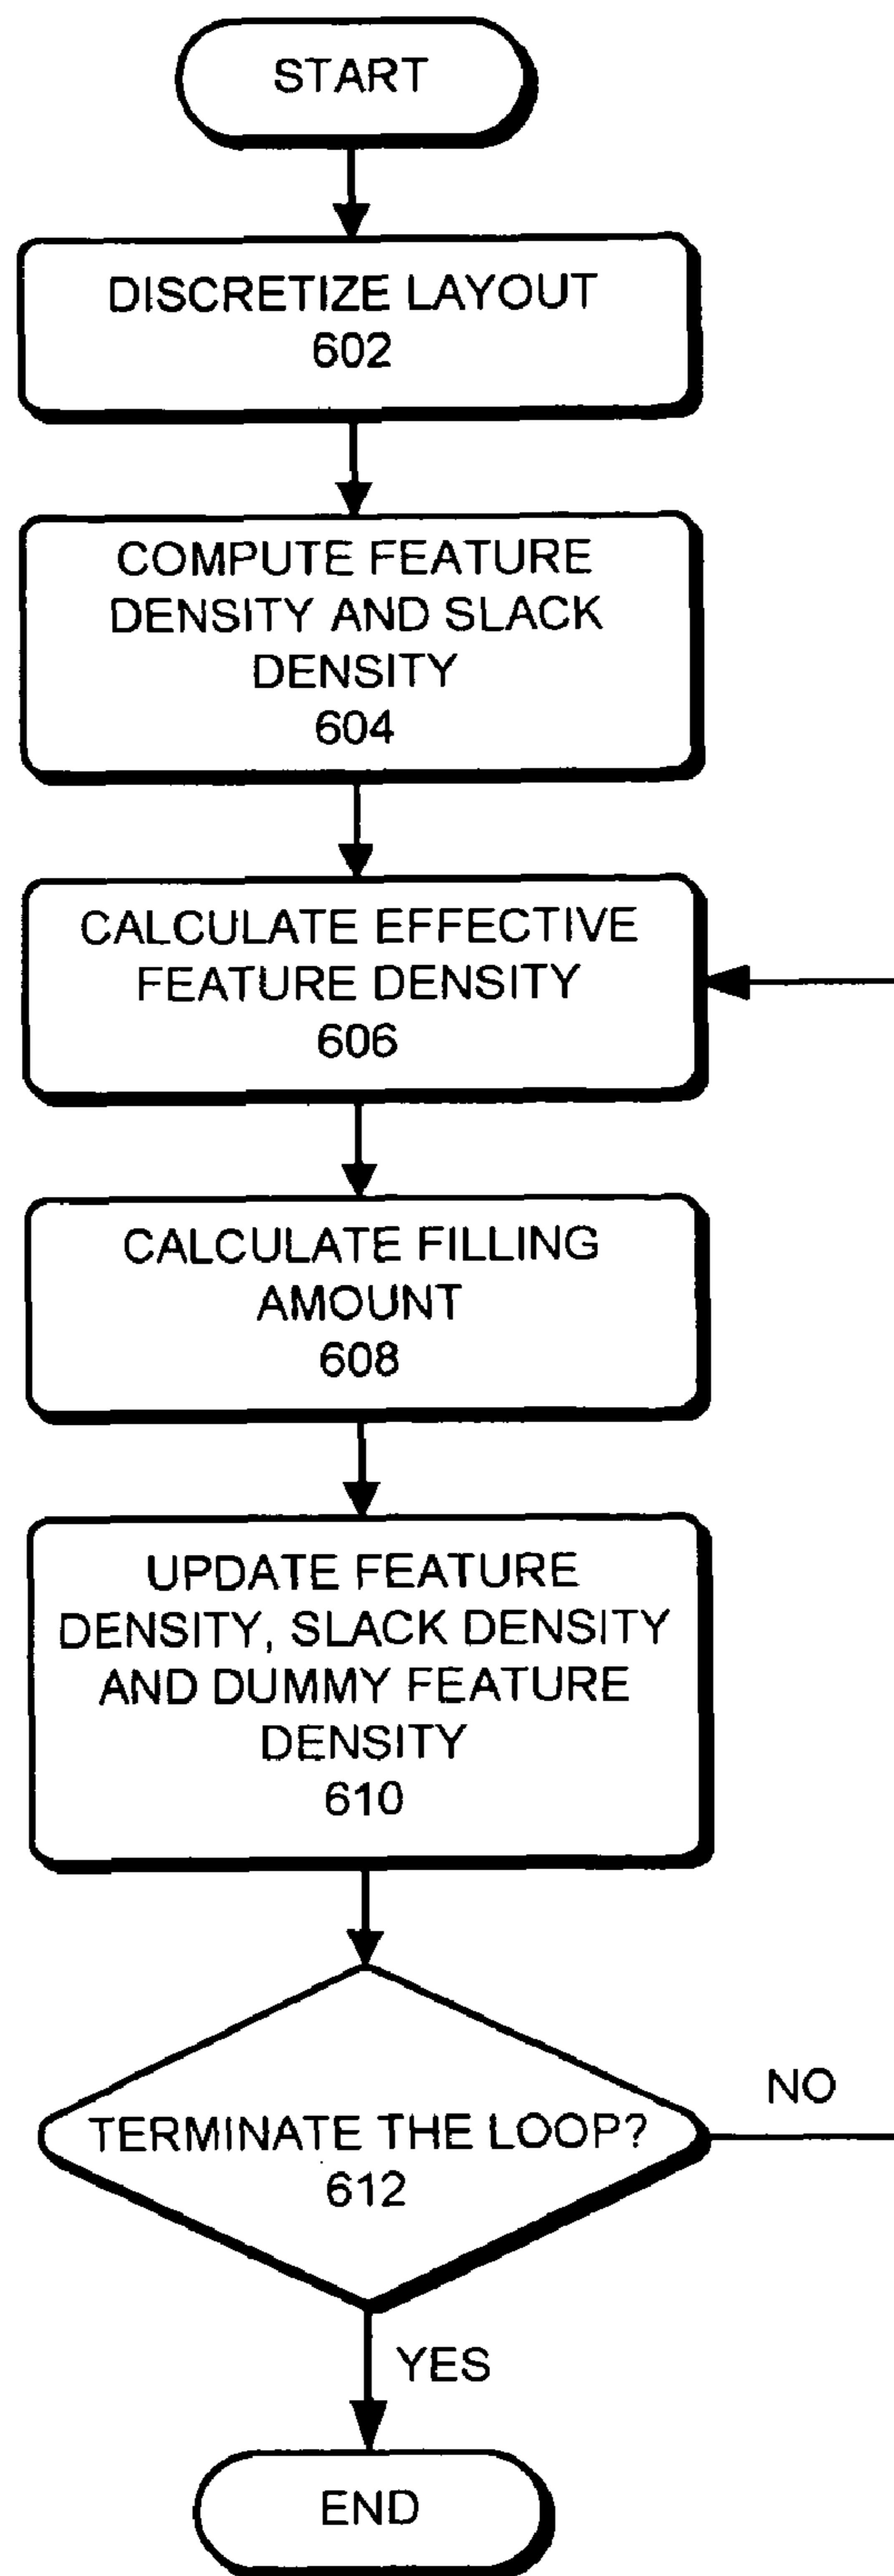 START
DISCRETIZE LAYOUT
602
COMPUTE FEATURE
DENSITY AND SLACK
DENSITY
604
CALCULATE EFFECTIVE
FEATURE DENSITY
606
CALCULATE FILLING
AMOUNT
608
UPDATE FEATURE
DENSITY, SLACK DENSITY
AND DUMMY FEATURE
DENSITY
610
TERMINATE THE LOOP?
612
NO
YES
END